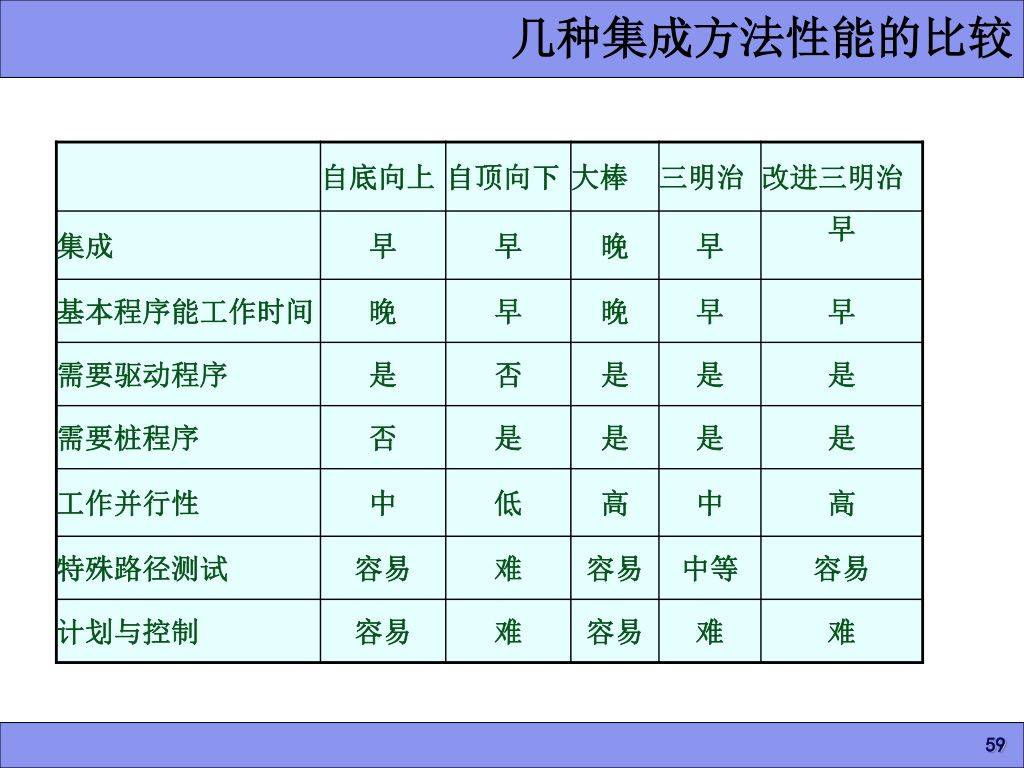 几种集成方法性能的比较
自底向上 自顶向下 大棒 三明治 改进三明治
集成 早 早 晚 早 早
基本程序能工作时间 晚 早 晚 早 早
需要驱动程序 是 否 是 是 是
需要桩程序 否 是 是 是 是
工作并行性 中 低 高 中 高
特殊路径测试 容易 难 容易 中等 容易
计划与控制 容易 难 容易 难 难
59